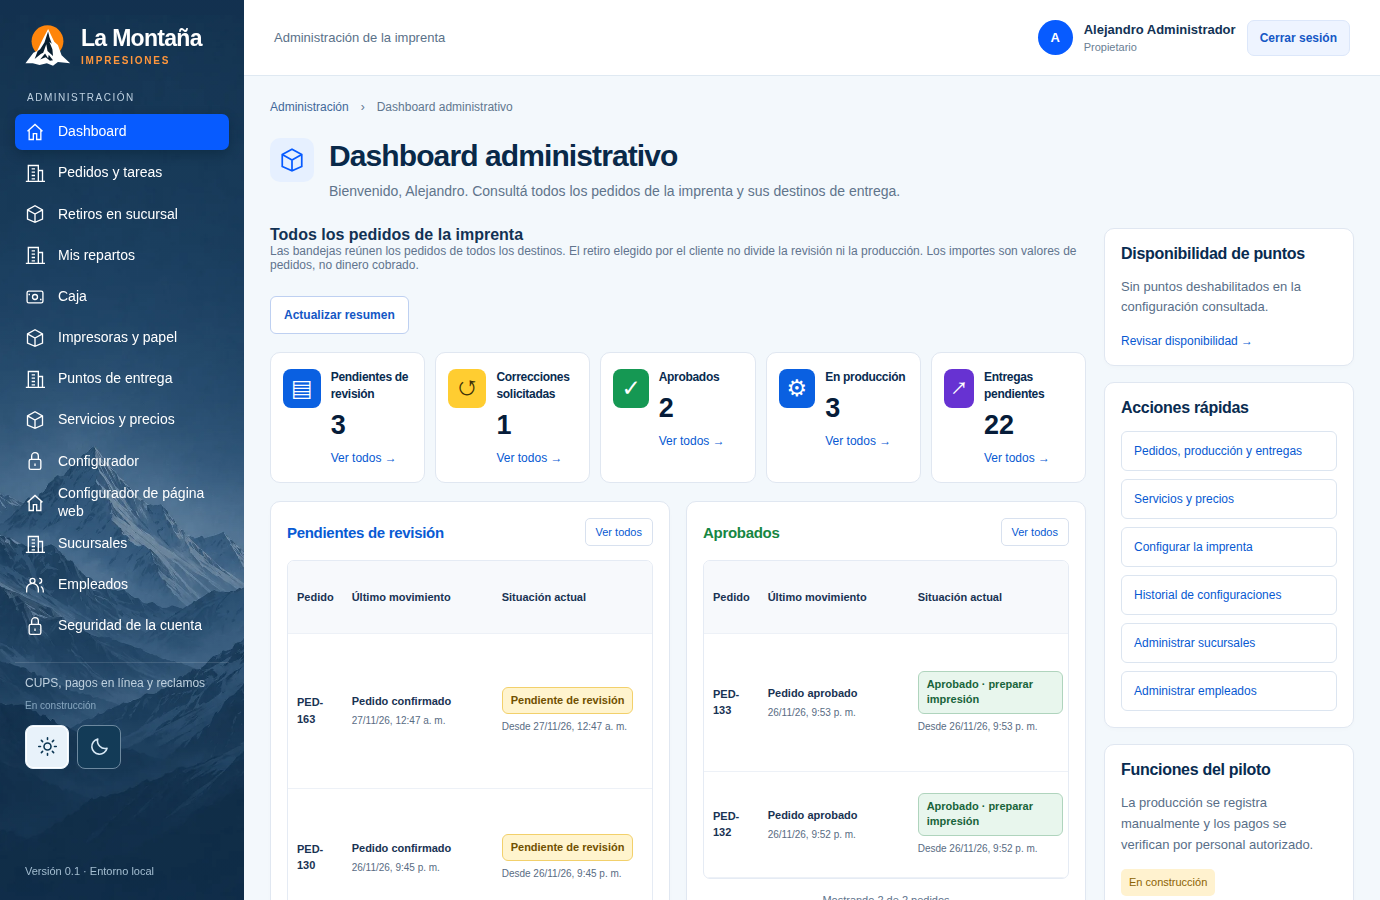 La Montaña
IMPRESIONES
ADMINISTRACIÓN
Dashboard
Pedidos y tareas
Retiros en sucursal
Mis repartos
Caja
Impresoras y papel
Puntos de entrega
Servicios y precios
Configurador
Configurador de página
web
Sucursales
Empleados
Seguridad de la cuenta
CUPS, pagos en línea y reclamos
En construcción
Versión 0.1 · Entorno local
Administración de la imprenta
A
Alejandro Administrador
Propietario
Cerrar sesión
Administración › Dashboard administrativo
Dashboard administrativo
Bienvenido, Alejandro. Consultá todos los pedidos de la imprenta y sus destinos de entrega.
Todos los pedidos de la imprenta
Las bandejas reúnen los pedidos de todos los destinos. El retiro elegido por el cliente no divide la revisión ni la producción. Los importes son valores de
pedidos, no dinero cobrado.
Actualizar resumen
Pendientes de
revisión
3
Ver todos →
Correcciones
solicitadas
1
Ver todos →
Aprobados
2
Ver todos →
En producción
3
Ver todos →
Entregas
pendientes
22
Ver todos →
Pendientes de revisión
Ver todos
Pedido Último movimiento Situación actual
PED-
163
Pedido confirmado
27/11/26, 12:47 a. m.
Pendiente de revisión
Desde 27/11/26, 12:47 a. m.
PED-
130
Pedido confirmado
26/11/26, 9:45 p. m.
Pendiente de revisión
Desde 26/11/26, 9:45 p. m.
Aprobados
Ver todos
Pedido Último movimiento Situación actual
PED-
133
Pedido aprobado
26/11/26, 9:53 p. m.
Aprobado · preparar
impresión
Desde 26/11/26, 9:53 p. m.
PED-
132
Pedido aprobado
26/11/26, 9:52 p. m.
Aprobado · preparar
impresión
Desde 26/11/26, 9:52 p. m.
Mostrando 2 de 2 pedidos
Disponibilidad de puntos
Sin puntos deshabilitados en la
configuración consultada.
Revisar disponibilidad →
Acciones rápidas
Pedidos, producción y entregas
Servicios y precios
Configurar la imprenta
Historial de configuraciones
Administrar sucursales
Administrar empleados
Funciones del piloto
La producción se registra
manualmente y los pagos se
verifican por personal autorizado.
En construcción